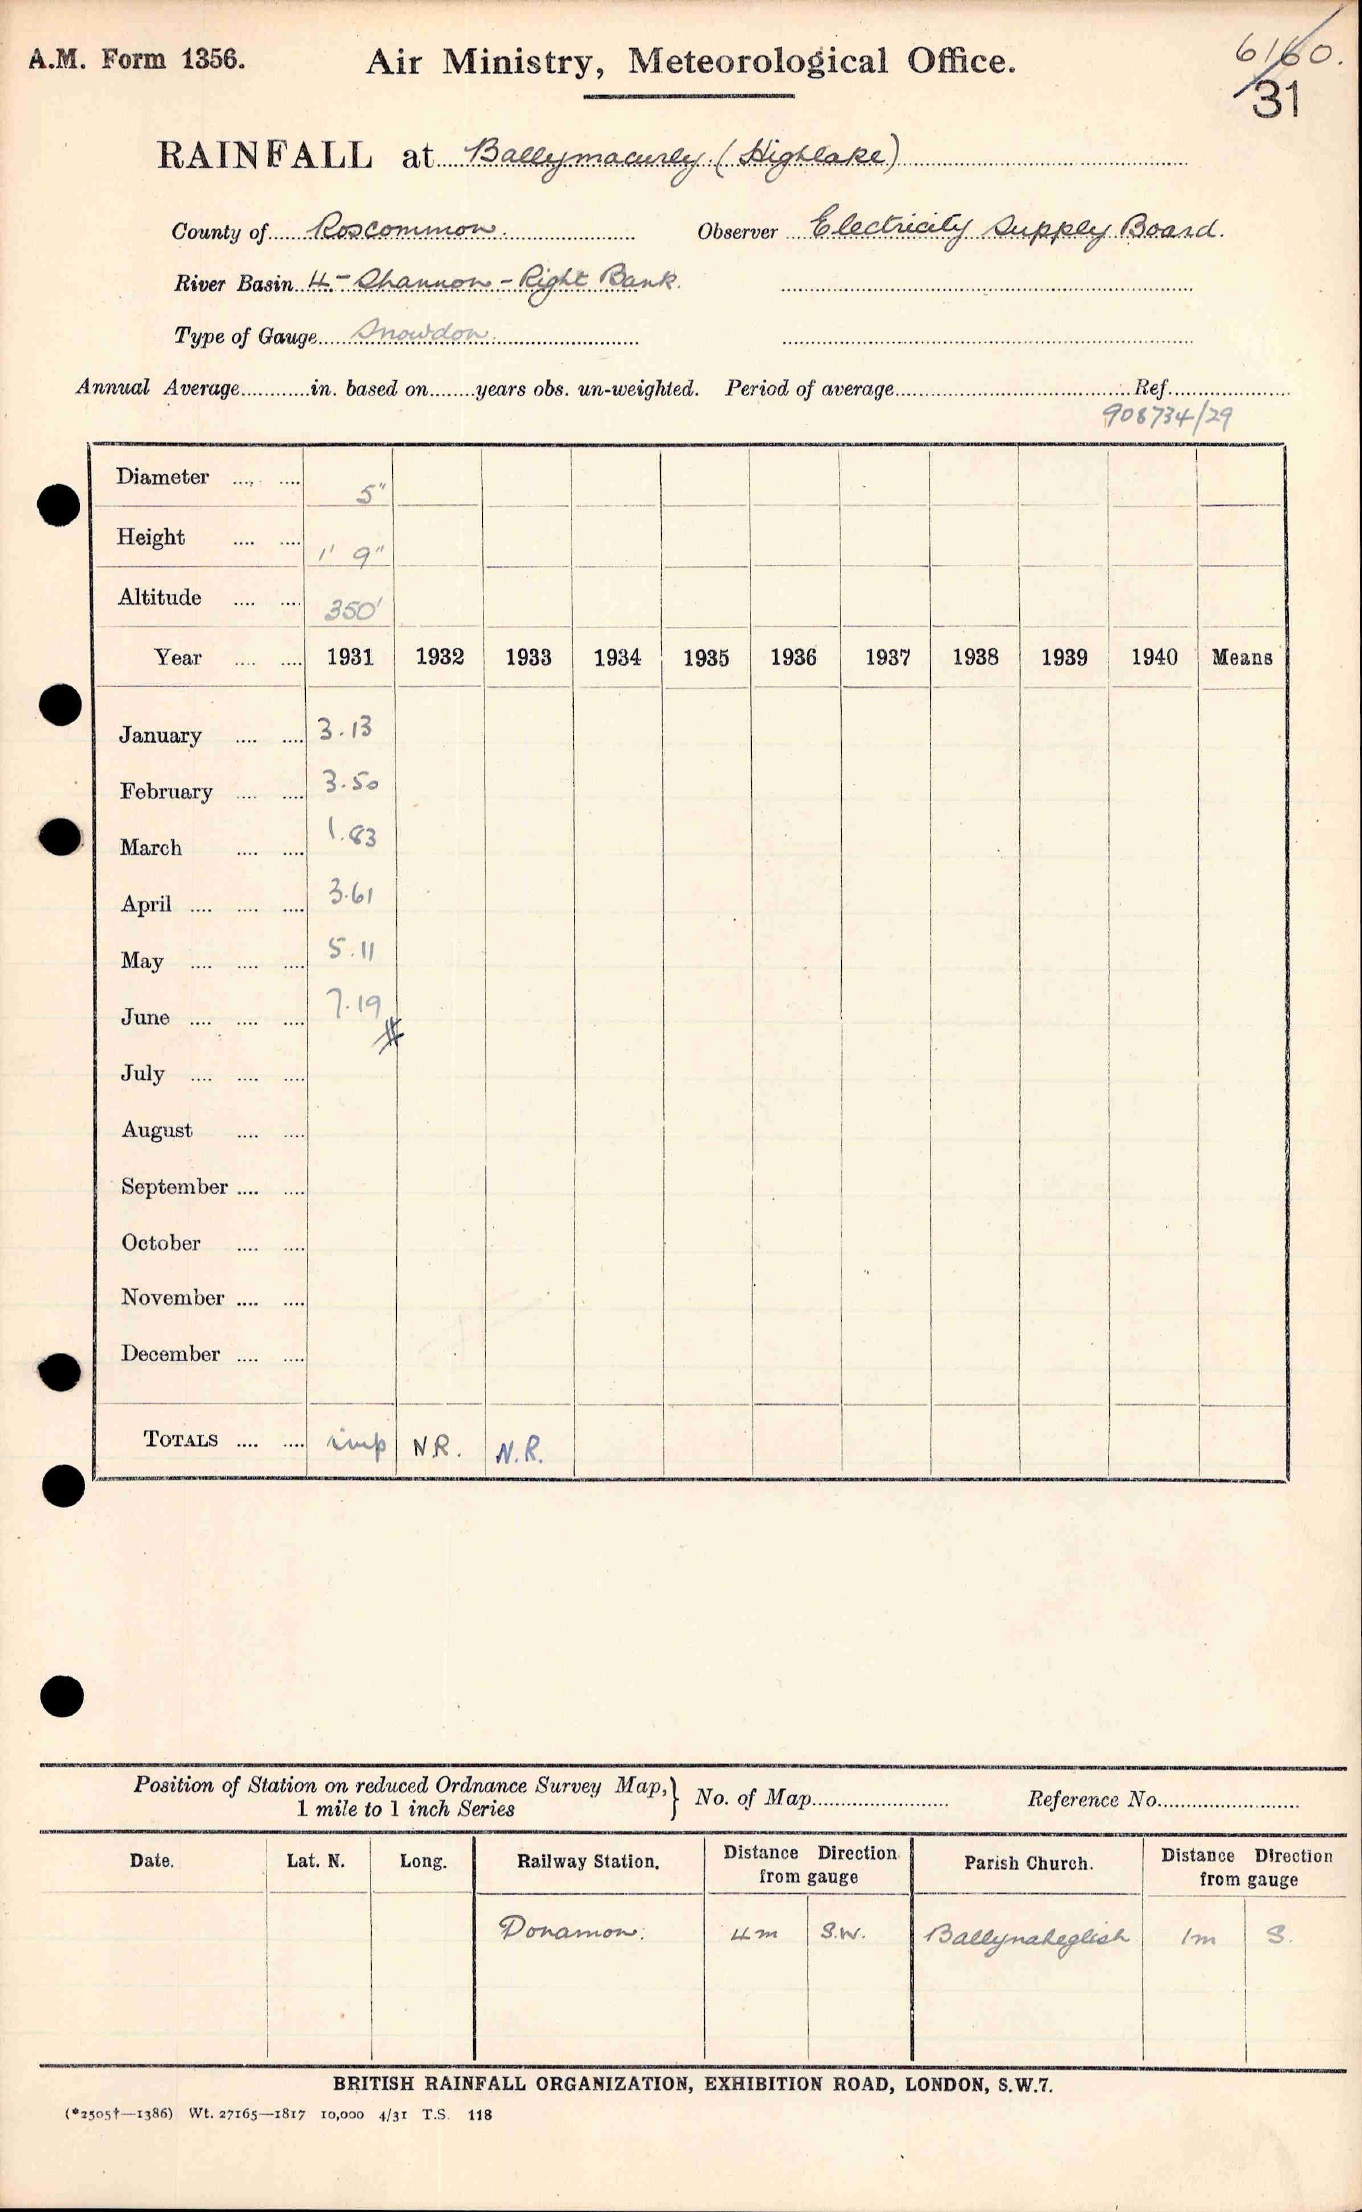 A.M. Form 1356.
Air Ministry, Meteorological Office.
6160.
31
RAINFALL at Ballymacurly (Highlake)
County of Roscommon. Observer Electricity Supply Board.
River Basin 4 - Shannon - Right Bank.
Type of Gauge Snowdon.
Annual Average............in. based on........years obs. un-weighted. Period of average........................................Ref.....................
908734/29
Diameter .... .... 5"
Height .... .... 1' 9"
Altitude .... .... 350'
Year .... .... 1931 1932 1933 1934 1935 1936 1937 1938 1939 1940 Means
January .... .... 3.13
February .... .... 3.50
March .... .... 1.83
April .... .... .... 3.61
May .... .... .... 5.11
June .... .... .... 7.19
July .... .... ....
August .... ....
September .... ....
October .... ....
November .... ....
December .... ....
TOTALS .... .... imp N.R. N.R.
Position of Station on reduced Ordnance Survey Map,} No. of Map........................ Reference No.........................
1 mile to 1 inch Series
Date. Lat. N. Long. Railway Station. Distance Direction from gauge Parish Church. Distance Direction from gauge
Donamon. 4m S.W. Ballynaheglish 1m S.
BRITISH RAINFALL ORGANIZATION, EXHIBITION ROAD, LONDON, S.W.7.
(*2505†—1386) Wt. 27165—1817 10,000 4/31 T.S. 118